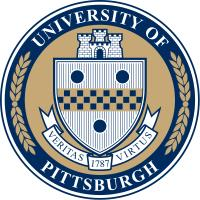 UNIVERSITY OF
VERITAS 1787 VIRTUS
PITTSBURGH